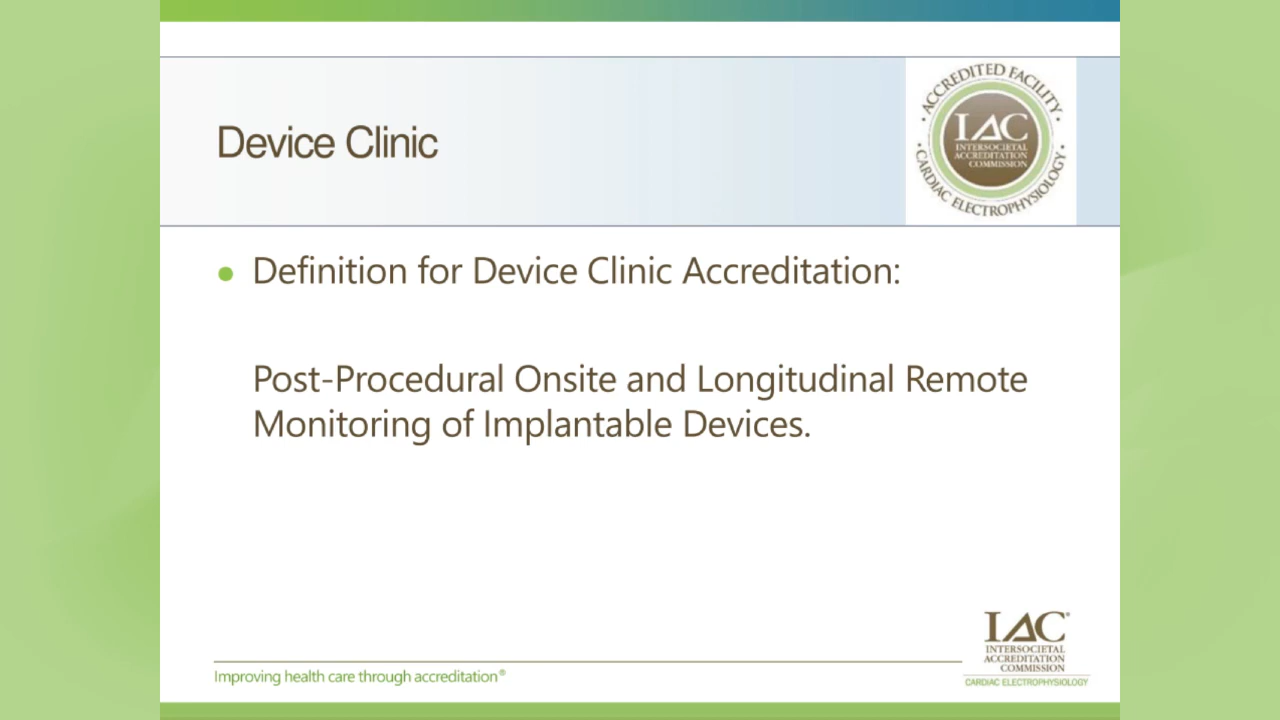 Device Clinic
ACCREDITED FACILITY
IAC
INTERSOCIETAL
ACCREDITATION
COMMISSION
CARDIAC ELECTROPHYSIOLOGY
Definition for Device Clinic Accreditation:
Post-Procedural Onsite and Longitudinal Remote
Monitoring of Implantable Devices.
Improving health care through accreditation®
IAC®
INTERSOCIETAL
ACCREDITATION
COMMISSION
CARDIAC ELECTROPHYSIOLOGY